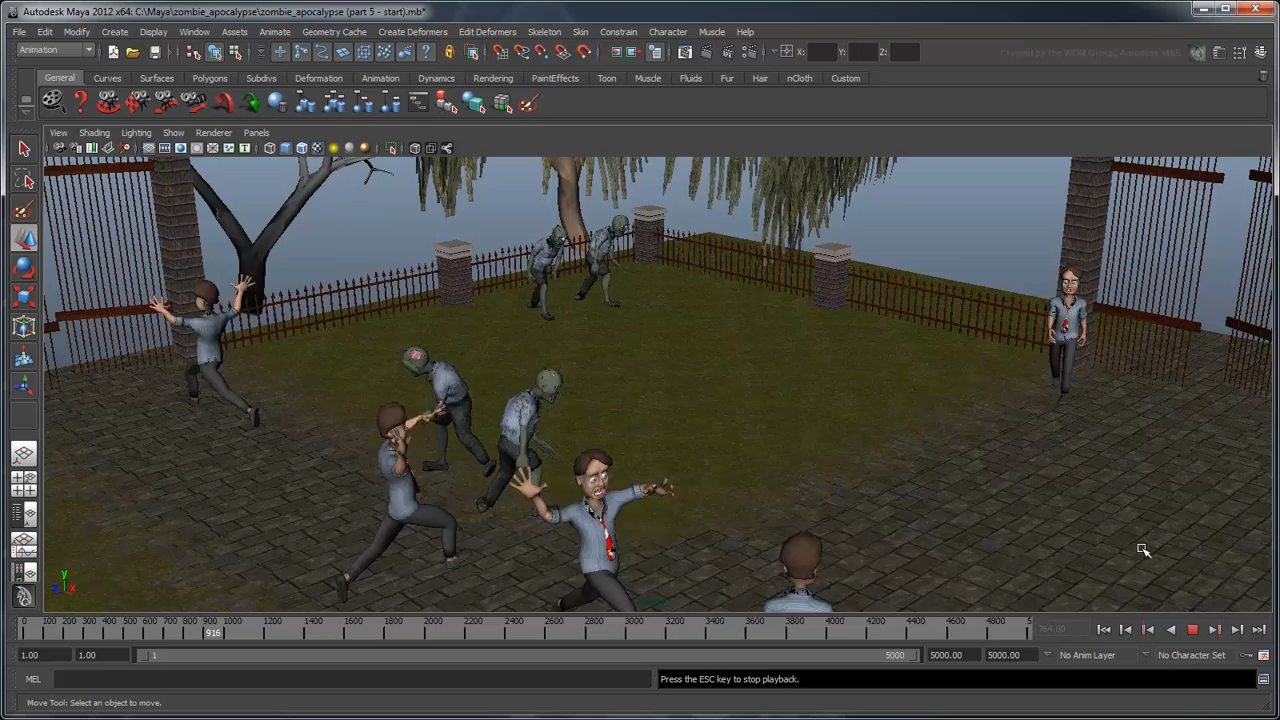 Autodesk Maya 2012 x64: C:\Maya\zombie_apocalypse\zombie_apocalypse (part 5 - start).mb*
File Edit Modify Create Display Window Assets Animate Geometry Cache Create Deformers Edit Deformers Skeleton Skin Constrain Character Muscle Help
Animation X: Y: Z:
General Curves Surfaces Polygons Subdivs Deformation Animation Dynamics Rendering PaintEffects Toon Muscle Fluids Fur Hair nCloth Custom
View Shading Lighting Show Renderer Panels
y
x
0 100 200 300 400 500 600 700 800 900 1000 1200 1400 1600 1800 2000 2200 2400 2600 2800 3000 3200 3400 3600 3800 4000 4200 4400 4600 4800 5
916
764.00
1.00 1.00 1 5000 5000.00 5000.00 No Anim Layer No Character Set
MEL Press the ESC key to stop playback.
Move Tool: Select an object to move.